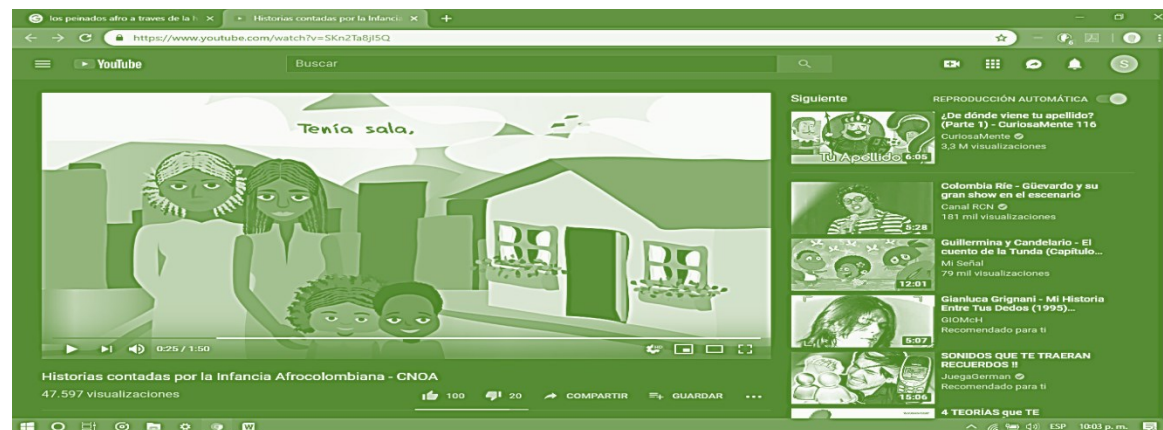 los peinados afro a traves de la h
Historias contadas por la Infancia
https://www.youtube.com/watch?v=SKn2Ta8jI5Q
YouTube
Buscar
S
Tenía sala,
0:25 / 1:50
Historias contadas por la Infancia Afrocolombiana - CNOA
47.597 visualizaciones
100
20
COMPARTIR
GUARDAR
Siguiente
REPRODUCCIÓN AUTOMÁTICA
Tu Apellido
6:05
¿De dónde viene tu apellido?
(Parte 1) - CuriosaMente 116
CuriosaMente
3,3 M visualizaciones
5:28
Colombia Ríe - Güevardo y su
gran show en el escenario
Canal RCN
181 mil visualizaciones
12:01
Guillermina y Candelario - El
cuento de la Tunda (Capítulo...
Mi Señal
79 mil visualizaciones
5:07
Gianluca Grignani - Mi Historia
Entre Tus Dedos (1995)...
GIOMcH
Recomendado para ti
15:06
SONIDOS QUE TE TRAERAN
RECUERDOS !!
JuegaGerman
Recomendado para ti
4 TEORÍAS que TE
ESP
10:03 p. m.